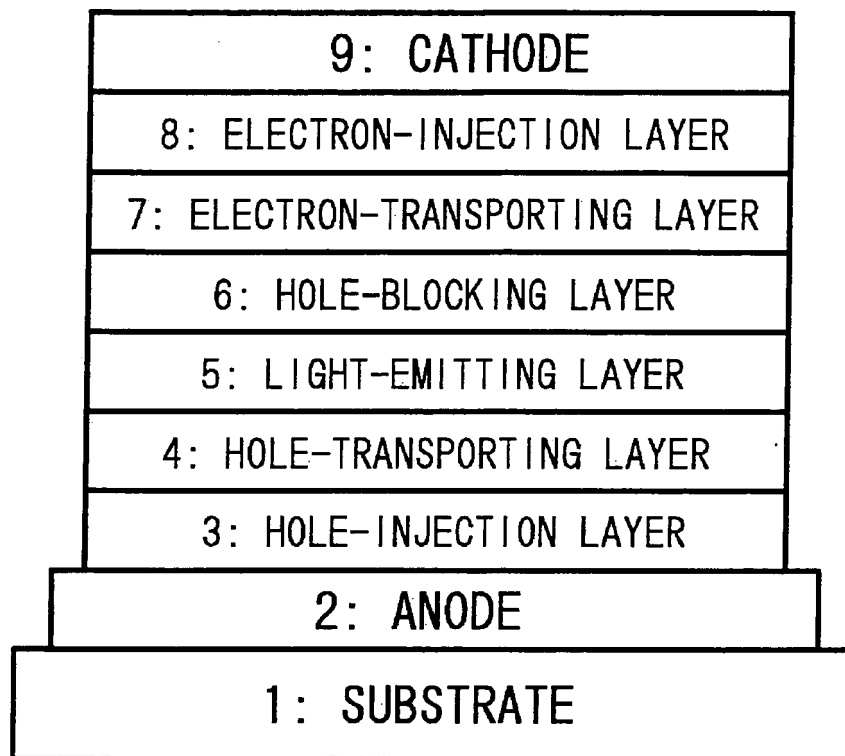 9: CATHODE
8: ELECTRON-INJECTION LAYER
7: ELECTRON-TRANSPORTING LAYER
6: HOLE-BLOCKING LAYER
5: LIGHT-EMITTING LAYER
4: HOLE-TRANSPORTING LAYER
3: HOLE-INJECTION LAYER
2: ANODE
1: SUBSTRATE